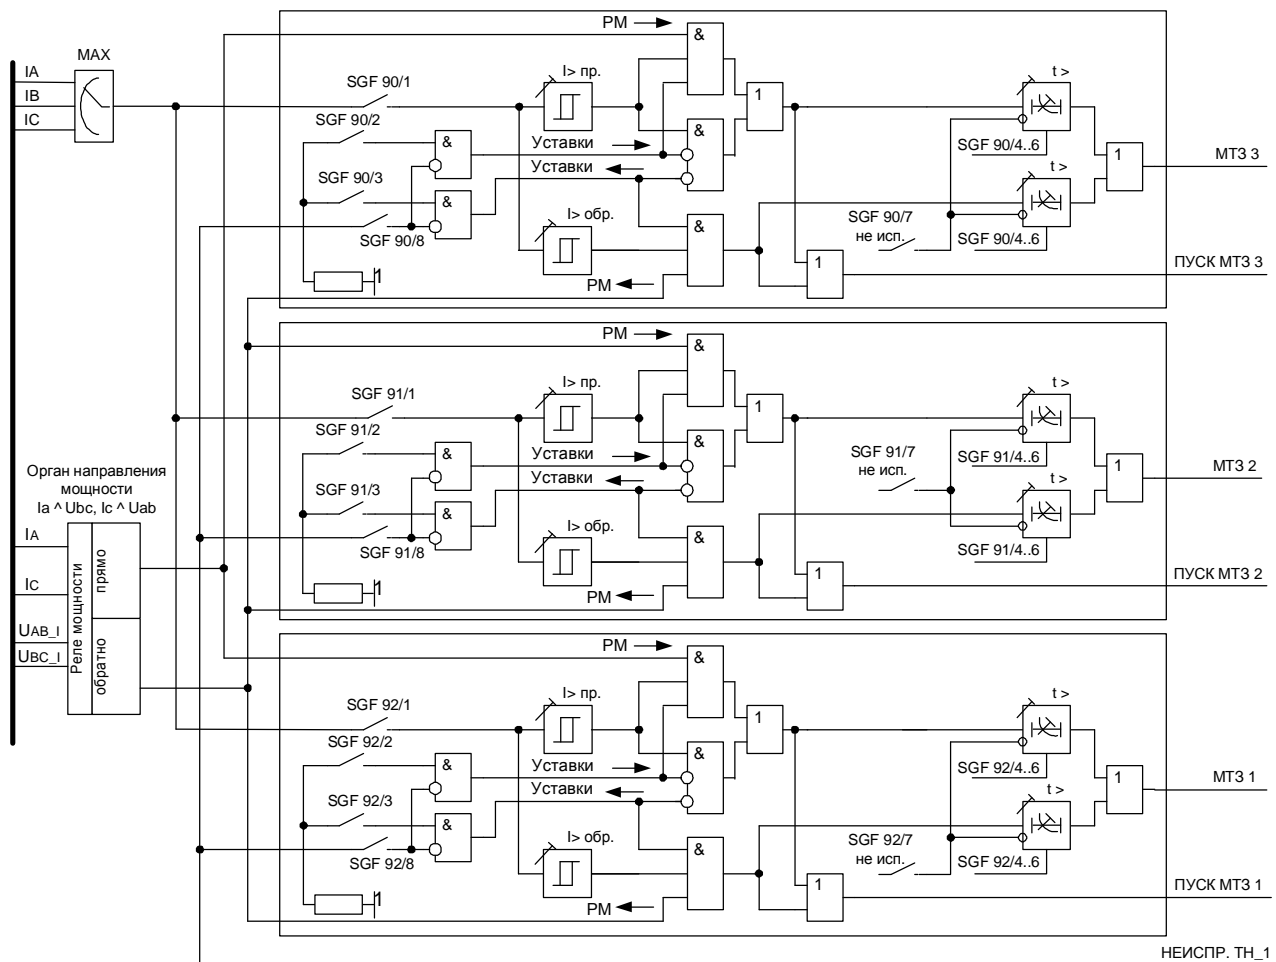 MAX
IA
IB
IC
Орган направления
мощности
Ia ^ Ubc, Ic ^ Uab
IA
IC
UAB_I
UBC_I
Реле мощности
прямо
обратно
РМ
&
SGF 90/1
I> пр.
1
t >
SGF 90/2
&
Уставки
&
SGF 90/4..6
1
МТЗ 3
Уставки
t >
SGF 90/3
&
I> обр.
&
SGF 90/7
не исп.
SGF 90/8
SGF 90/4..6
1
ПУСК МТЗ 3
1
РМ
РМ
&
SGF 91/1
I> пр.
1
t >
SGF 91/2
&
Уставки
&
SGF 91/7
не исп.
SGF 91/4..6
1
МТЗ 2
Уставки
t >
SGF 91/3
&
I> обр.
&
SGF 91/8
SGF 91/4..6
1
ПУСК МТЗ 2
1
РМ
РМ
&
SGF 92/1
I> пр.
1
t >
SGF 92/2
&
Уставки
&
SGF 92/4..6
1
МТЗ 1
Уставки
t >
SGF 92/3
&
I> обр.
&
SGF 92/7
не исп.
SGF 92/8
SGF 92/4..6
1
ПУСК МТЗ 1
1
РМ
НЕИСПР. ТН_1